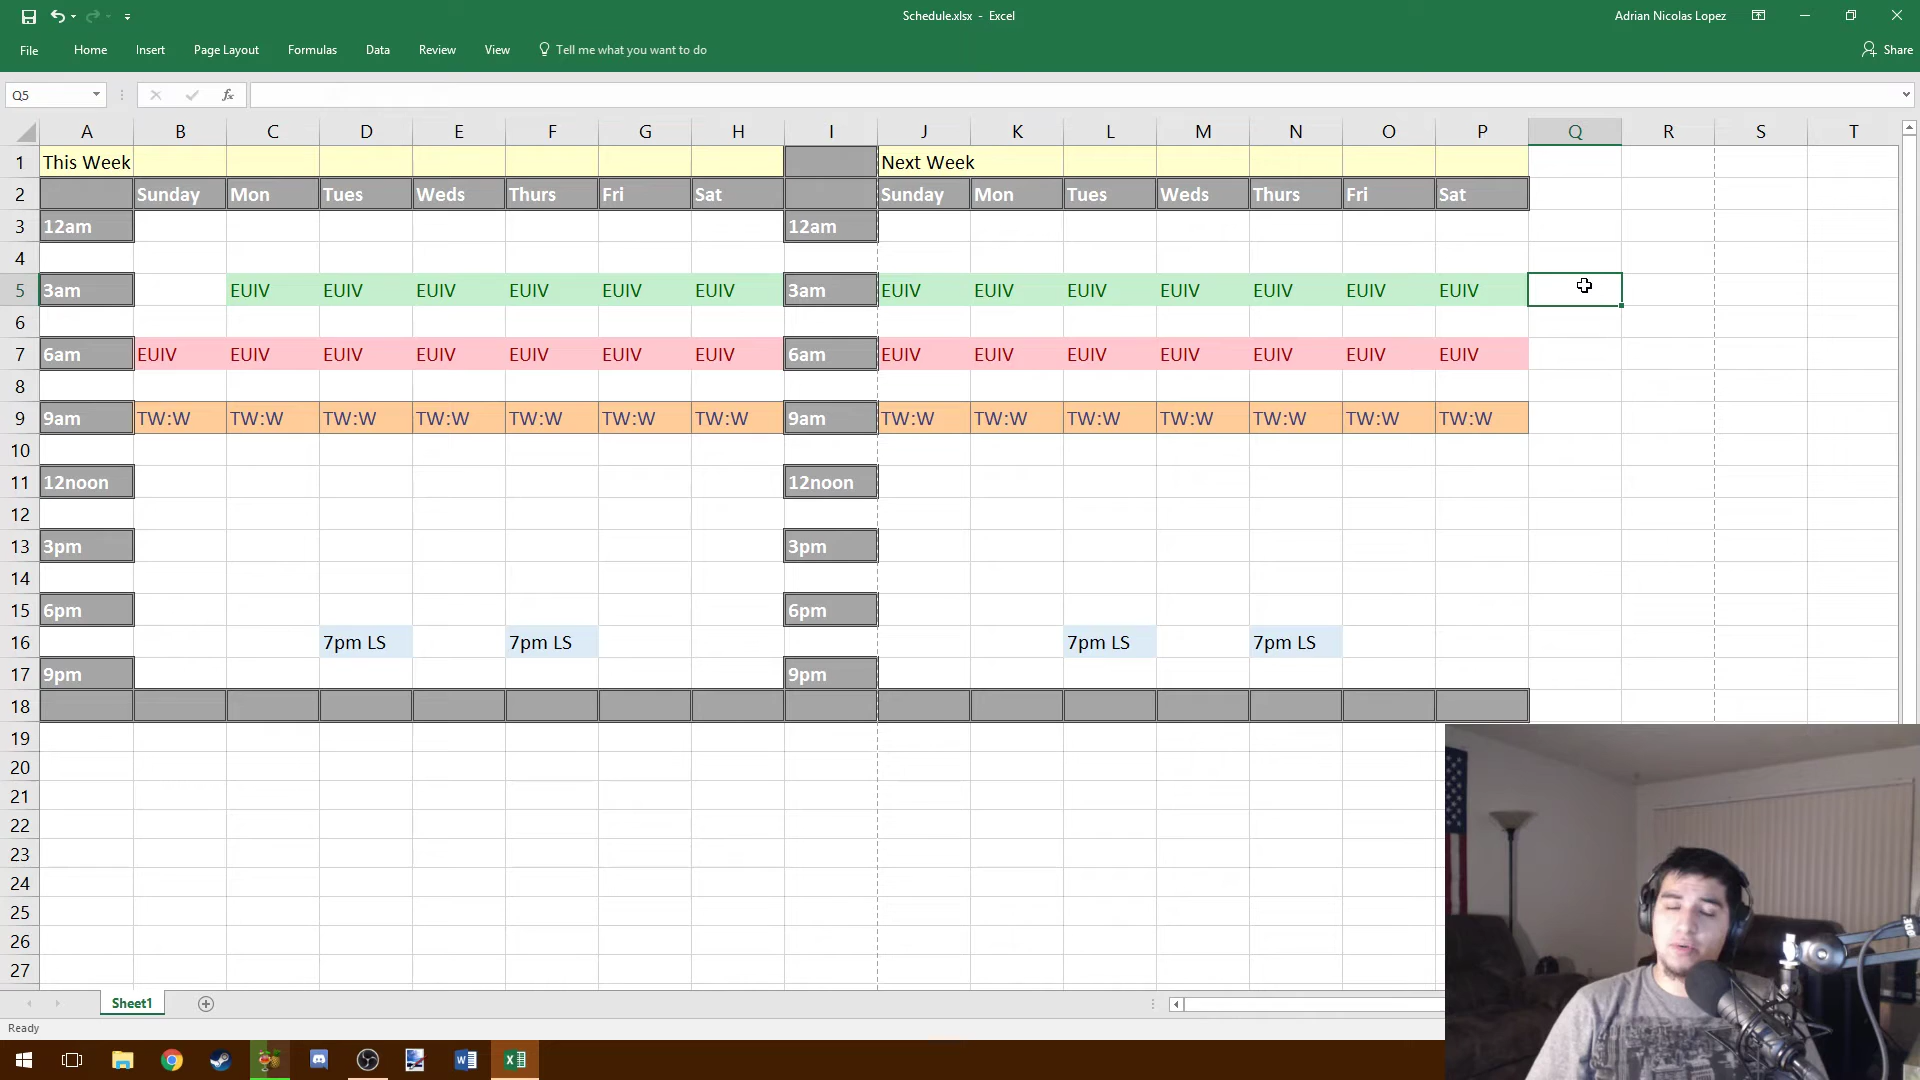 Schedule.xlsx - Excel
Adrian Nicolas Lopez
File Home Insert Page Layout Formulas Data Review View Tell me what you want to do
Share
Q5
fx
A B C D E F G H I J K L M N O P Q R S T
1 This Week Next Week
2 Sunday Mon Tues Weds Thurs Fri Sat Sunday Mon Tues Weds Thurs Fri Sat
3 12am 12am
4
5 3am EUIV EUIV EUIV EUIV EUIV EUIV 3am EUIV EUIV EUIV EUIV EUIV EUIV EUIV
6
7 6am EUIV EUIV EUIV EUIV EUIV EUIV EUIV 6am EUIV EUIV EUIV EUIV EUIV EUIV EUIV
8
9 9am TW:W TW:W TW:W TW:W TW:W TW:W TW:W 9am TW:W TW:W TW:W TW:W TW:W TW:W TW:W
10
11 12noon 12noon
12
13 3pm 3pm
14
15 6pm 6pm
16 7pm LS 7pm LS 7pm LS 7pm LS
17 9pm 9pm
18
19
20
21
22
23
24
25
26
27
Sheet1
Ready